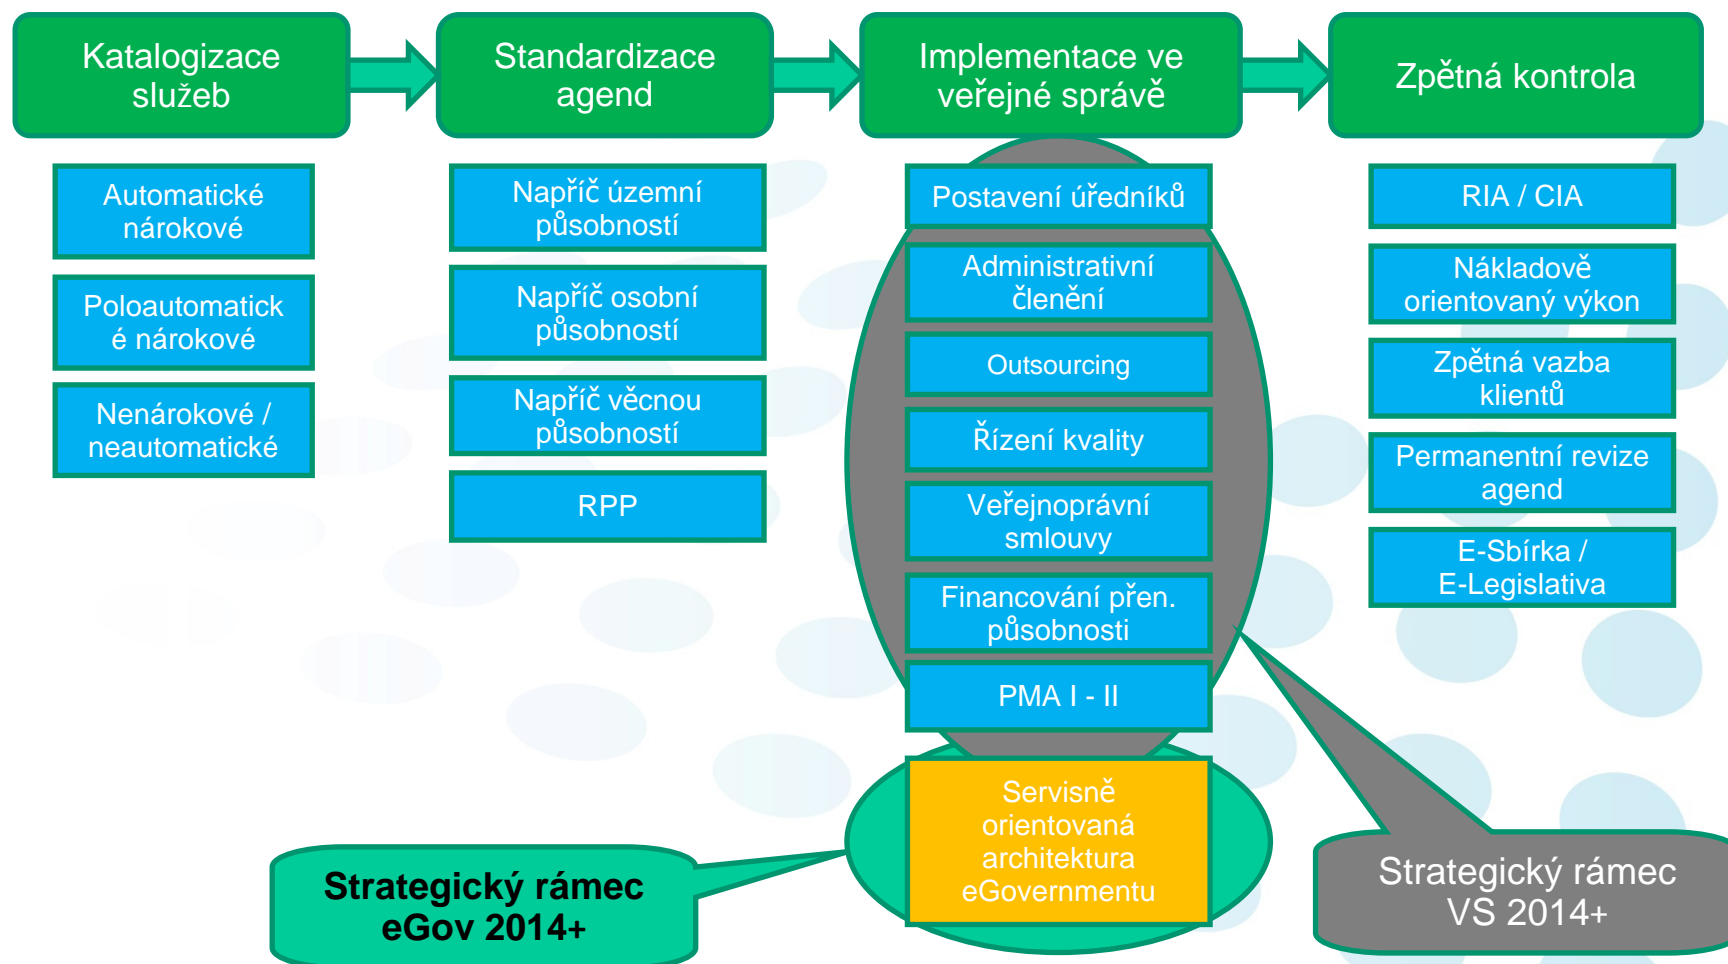 Katalogizace
služeb
Standardizace
agend
Implementace ve
veřejné správě
Zpětná kontrola
Automatické
nárokové
Poloautomatick
é nárokové
Nenárokové /
neautomatické
Napříč územní
působností
Napříč osobní
působností
Napříč věcnou
působností
RPP
Postavení úředníků
Administrativní
členění
Outsourcing
Řízení kvality
Veřejnoprávní
smlouvy
Financování přen.
působnosti
PMA I - II
Servisně
orientovaná
architektura
eGovernmentu
RIA / CIA
Nákladově
orientovaný výkon
Zpětná vazba
klientů
Permanentní revize
agend
E-Sbírka /
E-Legislativa
Strategický rámec
eGov 2014+
Strategický rámec
VS 2014+